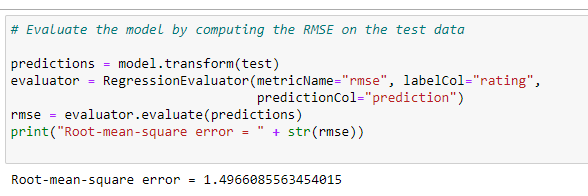 # Evaluate the model by computing the RMSE on the test data
predictions = model.transform(test)
evaluator = RegressionEvaluator(metricName="rmse", labelCol="rating",
predictionCol="prediction")
rmse = evaluator.evaluate(predictions)
print("Root-mean-square error = " + str(rmse))
Root-mean-square error = 1.4966085563454015